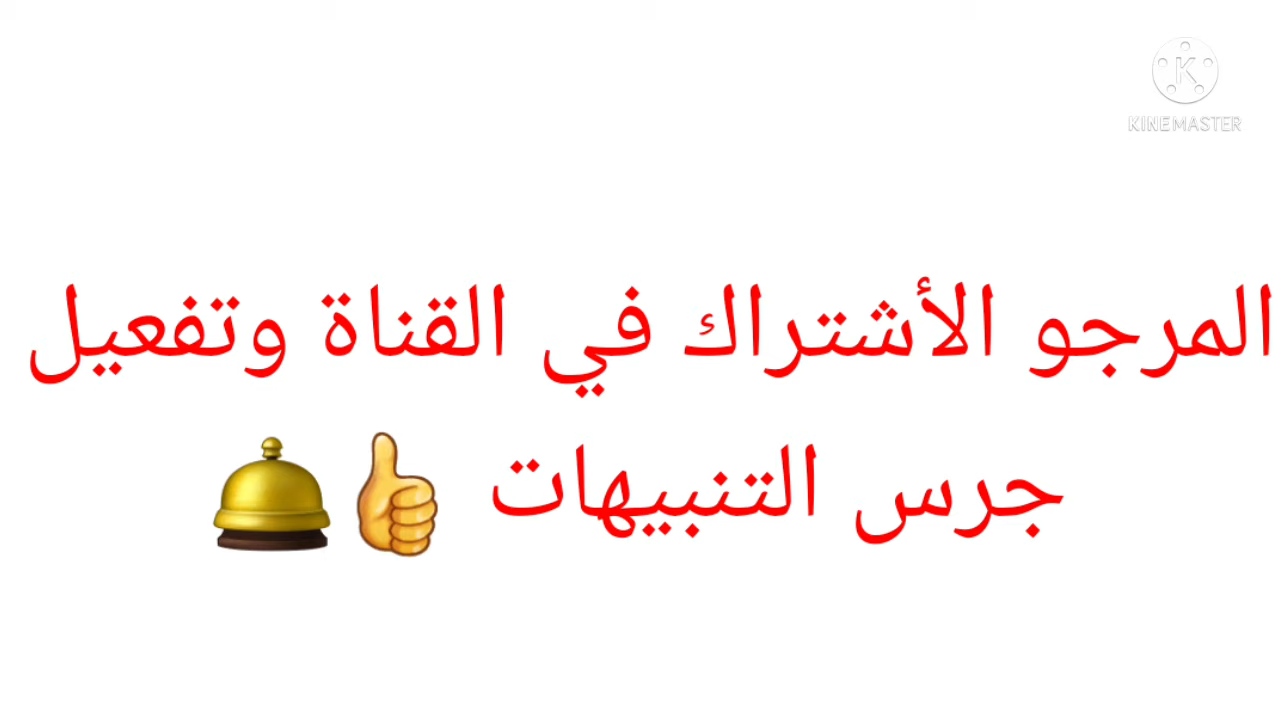 KINEMASTER
المرجو الأشتراك في القناة وتفعيل
جرس التنبيهات 👍🛎